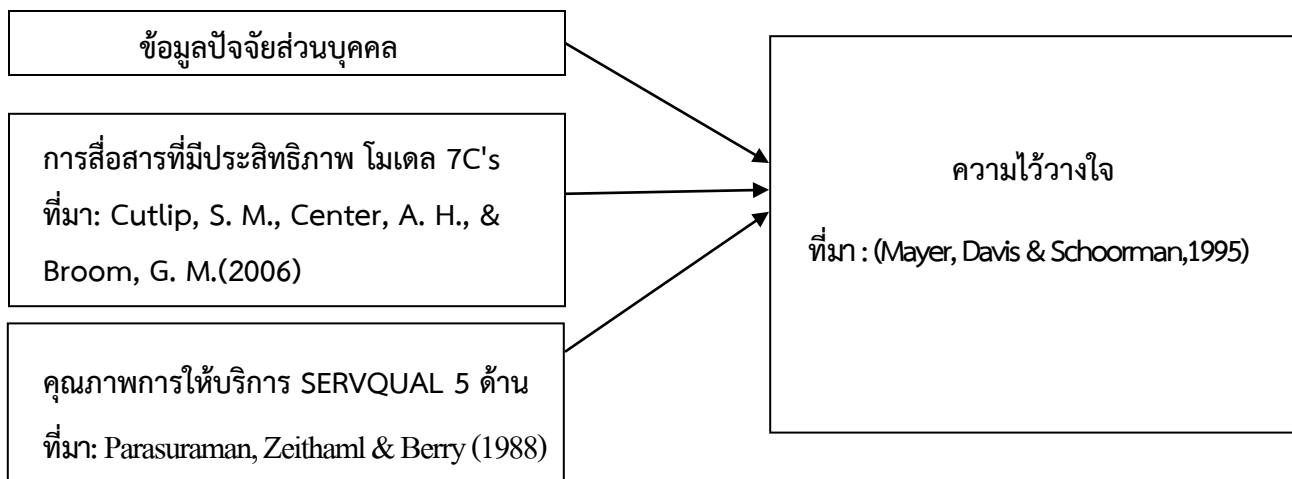 ข้อมูลปัจจัยส่วนบุคคล
การสื่อสารที่มีประสิทธิภาพ โมเดล 7C's
ที่มา: Cutlip, S. M., Center, A. H., &
Broom, G. M.(2006)
คุณภาพการให้บริการ SERVQUAL 5 ด้าน
ที่มา: Parasuraman, Zeithaml & Berry (1988)
ความไว้วางใจ
ที่มา : (Mayer, Davis & Schoorman,1995)